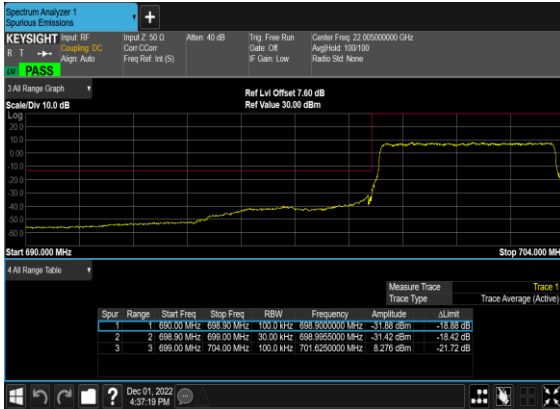 Spectrum Analyzer 1
Spurious Emissions
+
KEYSIGHT Input: RF Input Z: 50 Ω Atten: 40 dB Trig: Free Run Center Freq: 22.005000000 GHz
R T Coupling: DC Corr CCorr Gate: Off Avg|Hold: 100/100
Align: Auto Freq Ref: Int (S) IF Gain: Low Radio Std: None
PASS
3 All Range Graph
Ref Lvl Offset 7.60 dB
Scale/Div 10.0 dB Ref Value 30.00 dBm
Log
20.0
10.0
0.00
-10.0
-20.0
-30.0
-40.0
-50.0
-60.0
Start 690.000 MHz Stop 704.000 MHz
4 All Range Table
Measure Trace Trace 1
Trace Type Trace Average (Active)
Spur Range Start Freq Stop Freq RBW Frequency Amplitude ΔLimit
1 1 690.00 MHz 698.90 MHz 100.0 kHz 698.9000000 MHz -31.88 dBm -18.88 dB
2 2 698.90 MHz 699.00 MHz 30.00 kHz 698.9955000 MHz -31.42 dBm -18.42 dB
3 3 699.00 MHz 704.00 MHz 100.0 kHz 701.6250000 MHz 8.276 dBm -21.72 dB
? Dec 01, 2022
4:37:19 PM